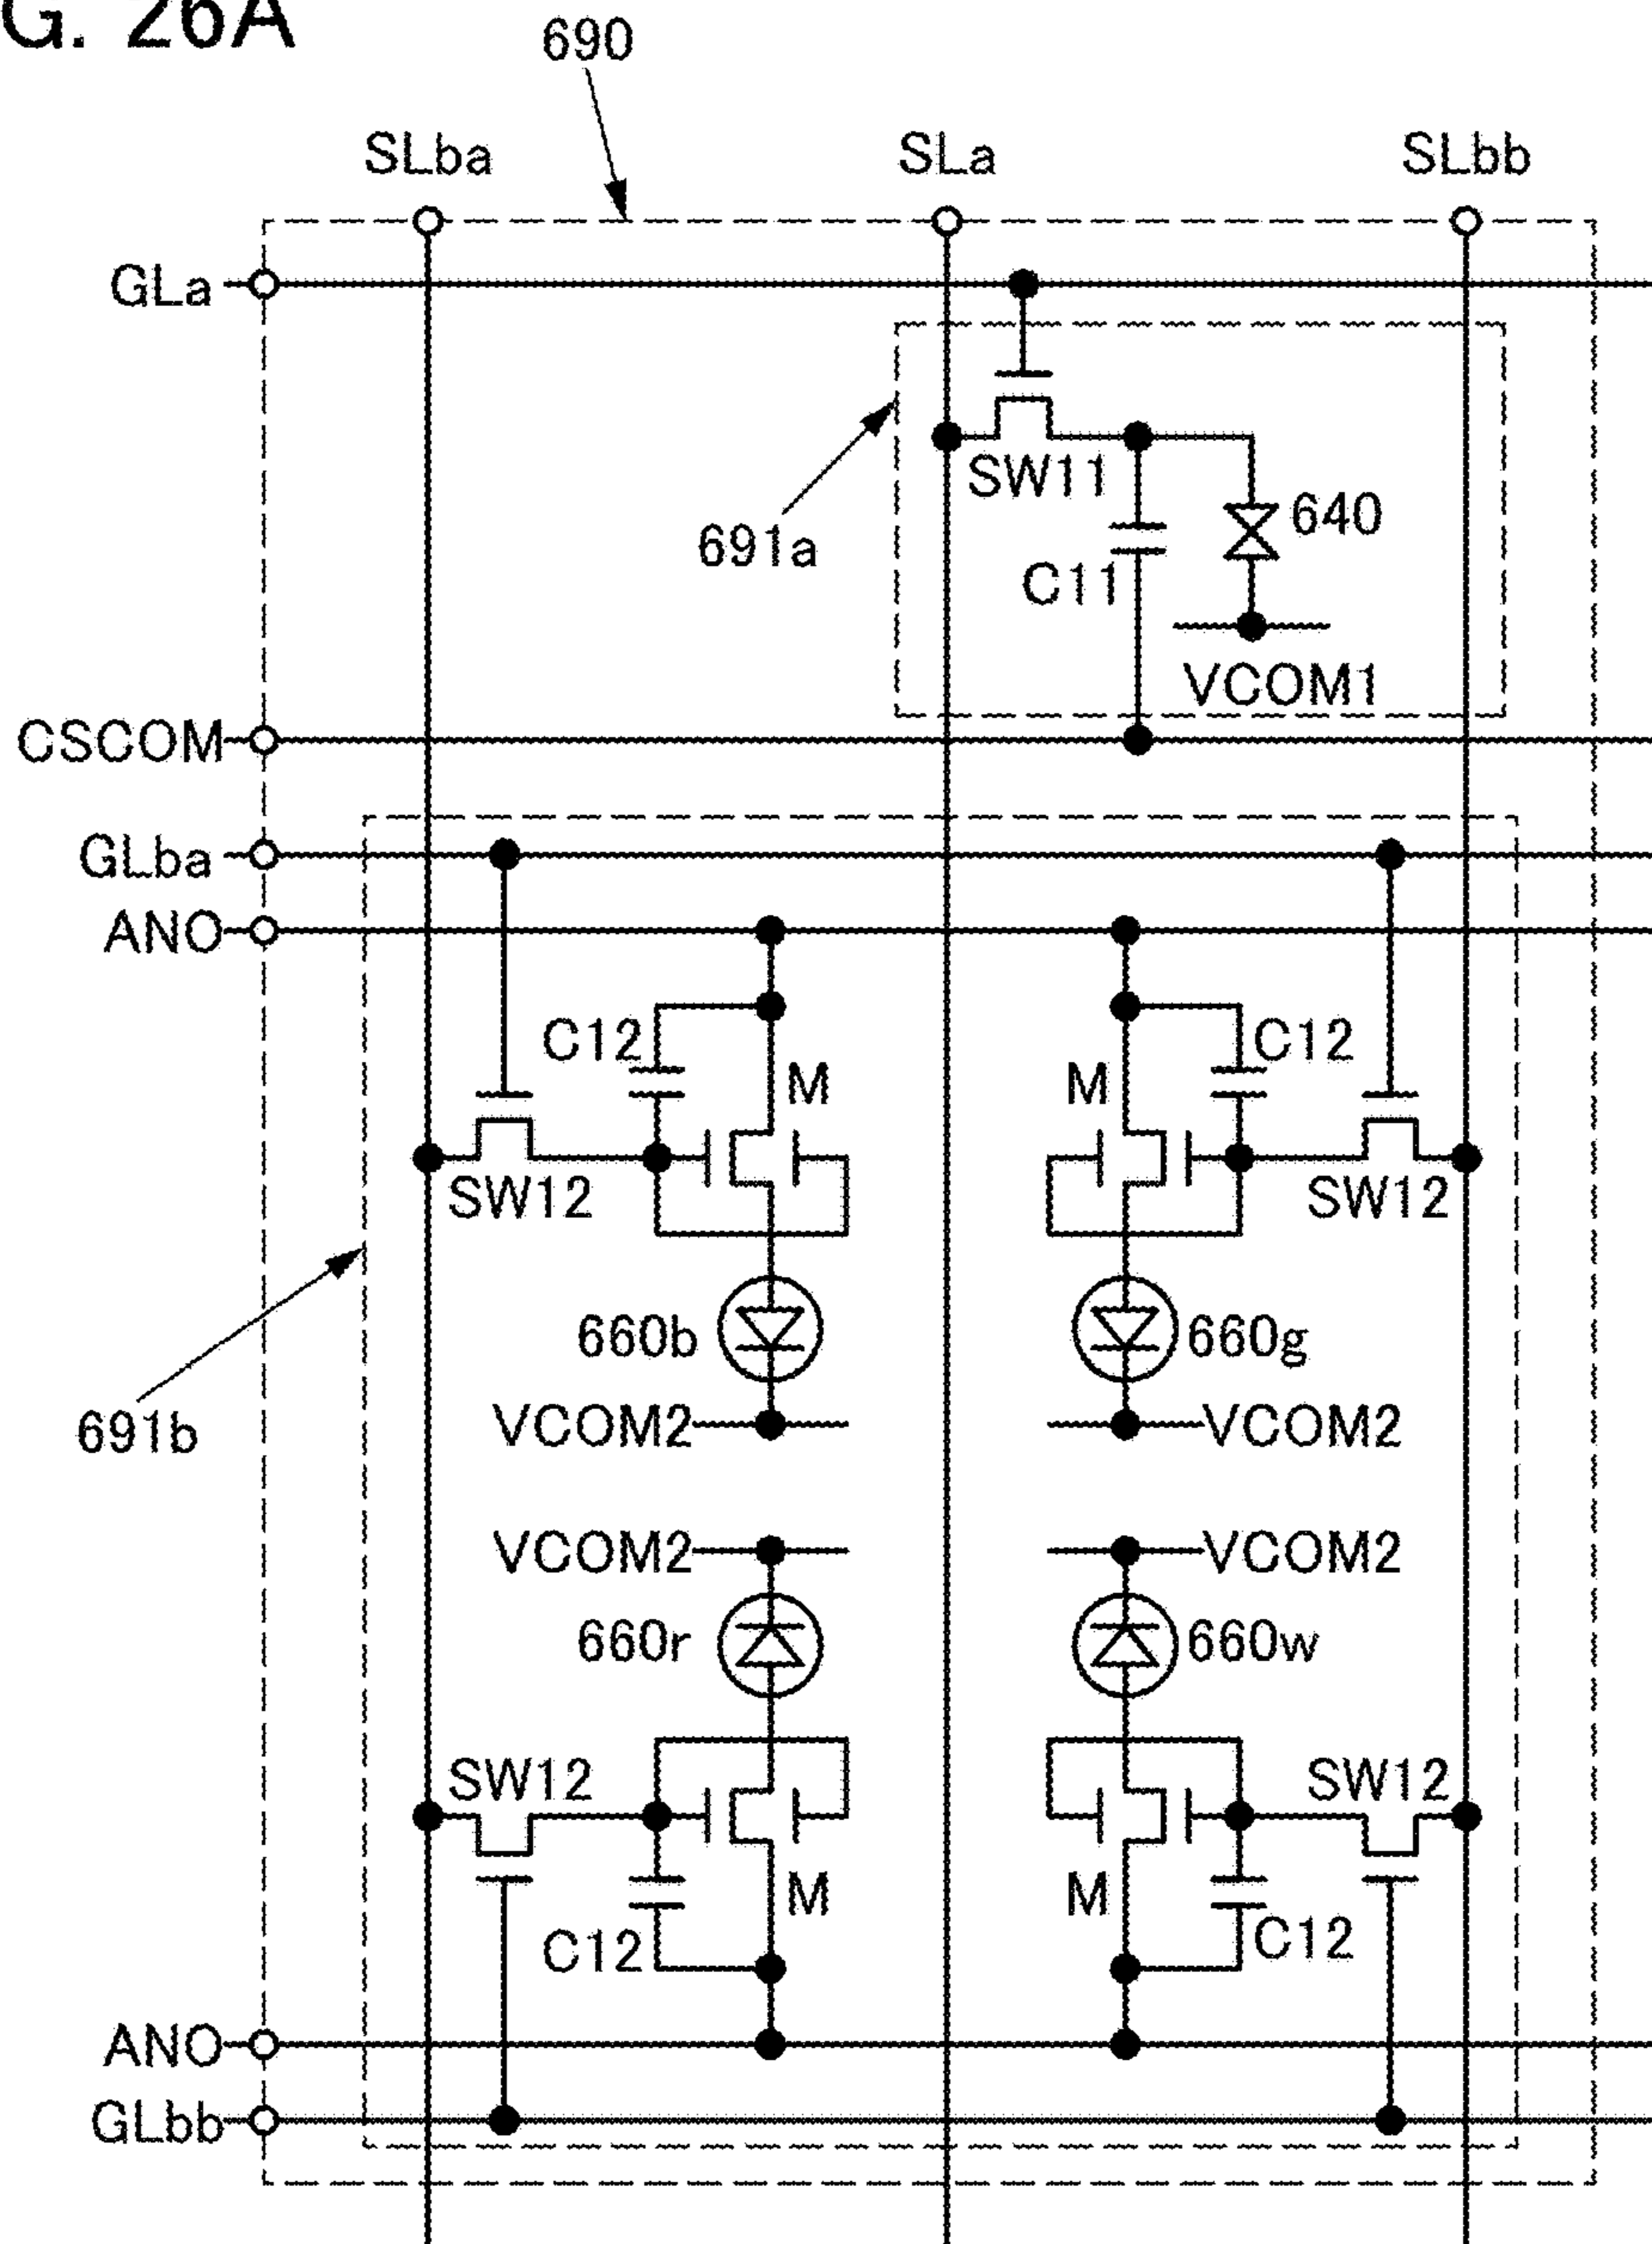 G. 26A
690
SLba SLa SLbb
GLa
SW11
640
691a
C11
VCOM1
CSCOM
GLba
ANO
C12 C12
M M
SW12 SW12
660b 660g
691b
VCOM2 VCOM2
VCOM2 VCOM2
660r 660w
SW12 SW12
M M
C12 C12
ANO
GLbb